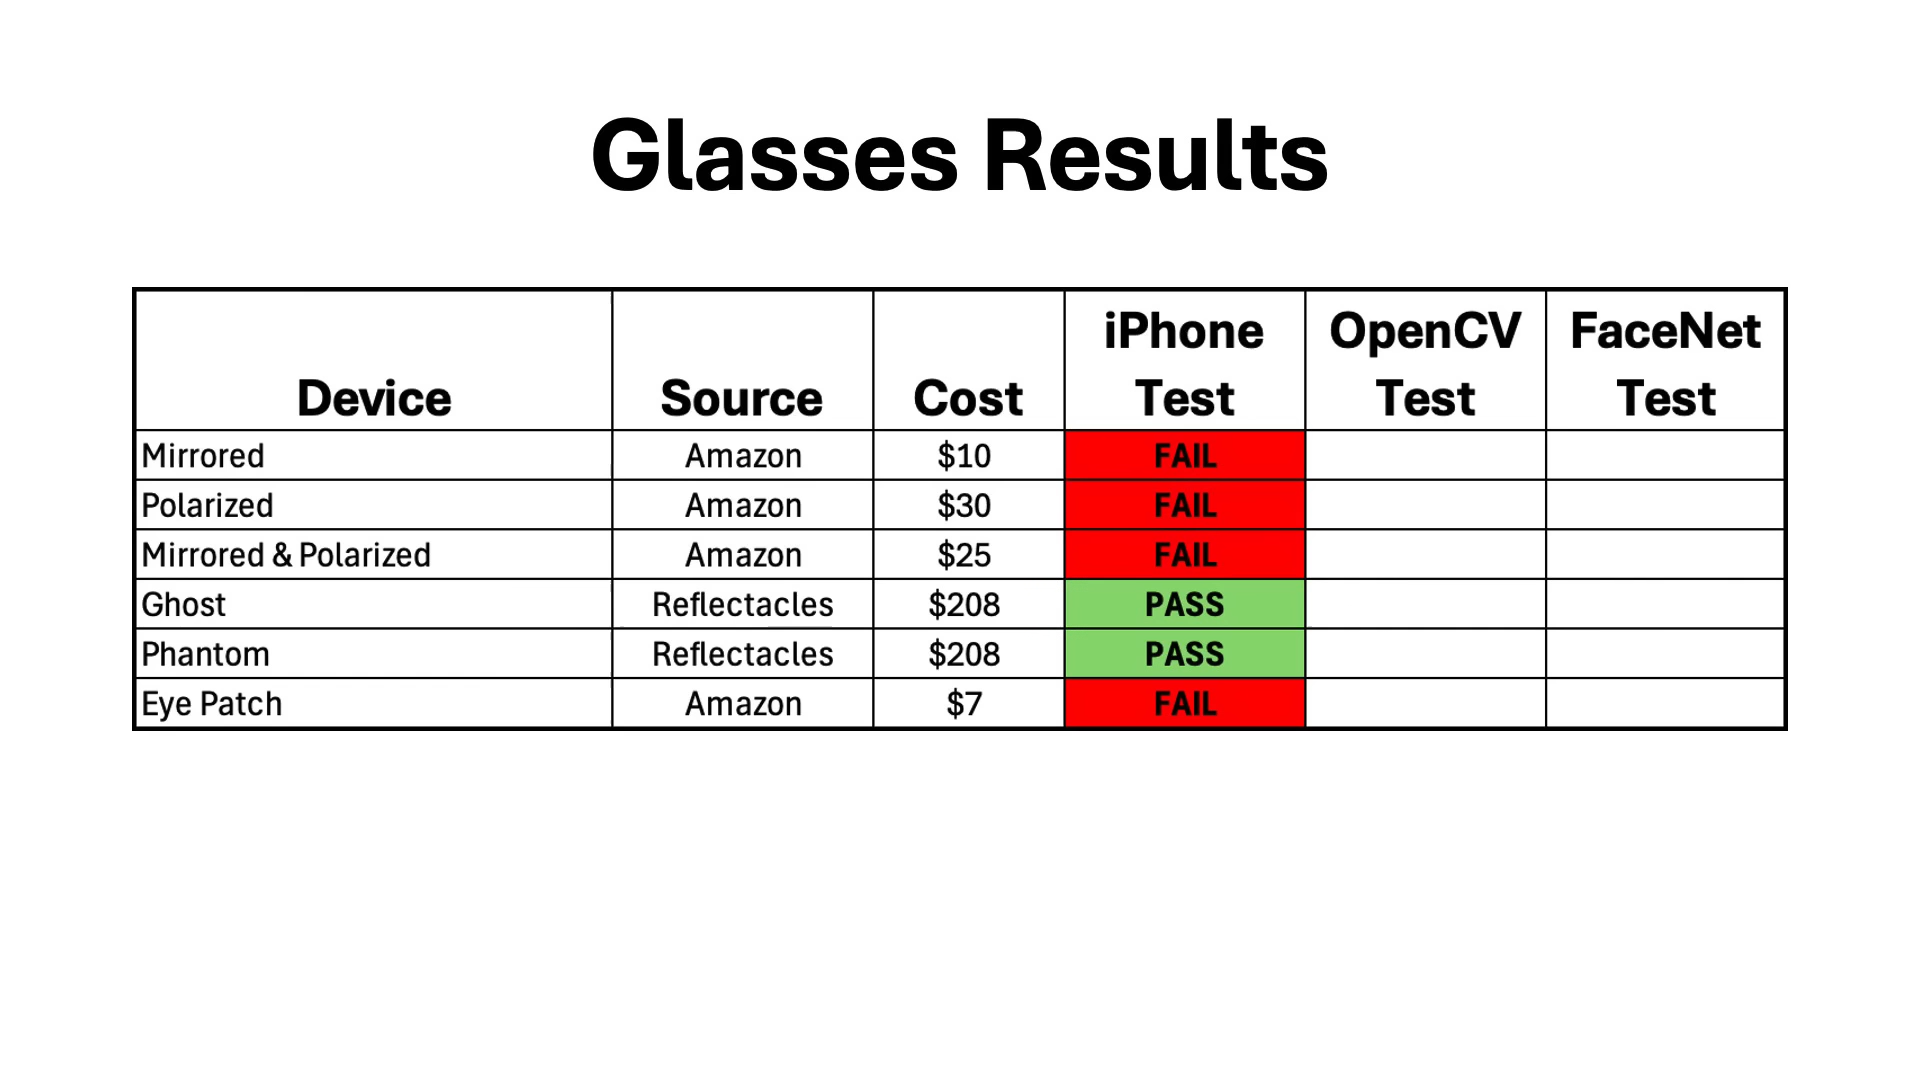 Glasses Results
Device Source Cost iPhone Test OpenCV Test FaceNet Test
Mirrored Amazon $10 FAIL
Polarized Amazon $30 FAIL
Mirrored & Polarized Amazon $25 FAIL
Ghost Reflectacles $208 PASS
Phantom Reflectacles $208 PASS
Eye Patch Amazon $7 FAIL